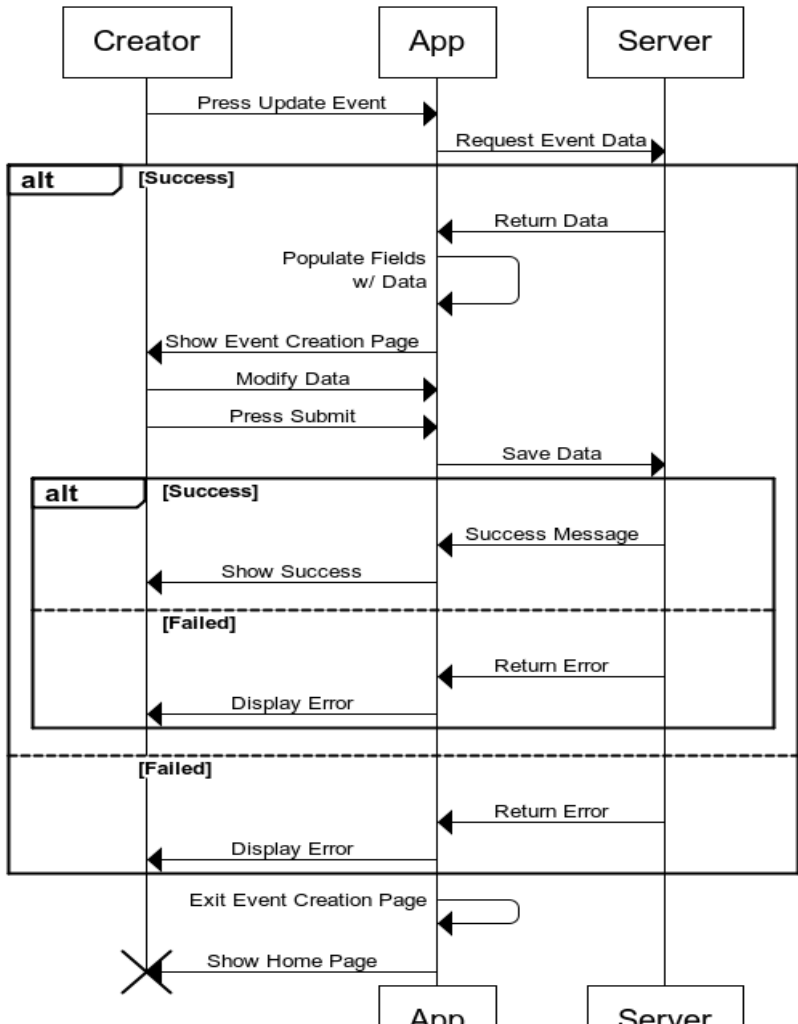 Creator
App
Server
Press Update Event
Request Event Data
alt
[Success]
Return Data
Populate Fields
w/ Data
Show Event Creation Page
Modify Data
Press Submit
Save Data
alt
[Success]
Success Message
Show Success
[Failed]
Return Error
Display Error
[Failed]
Return Error
Display Error
Exit Event Creation Page
Show Home Page
App
Server